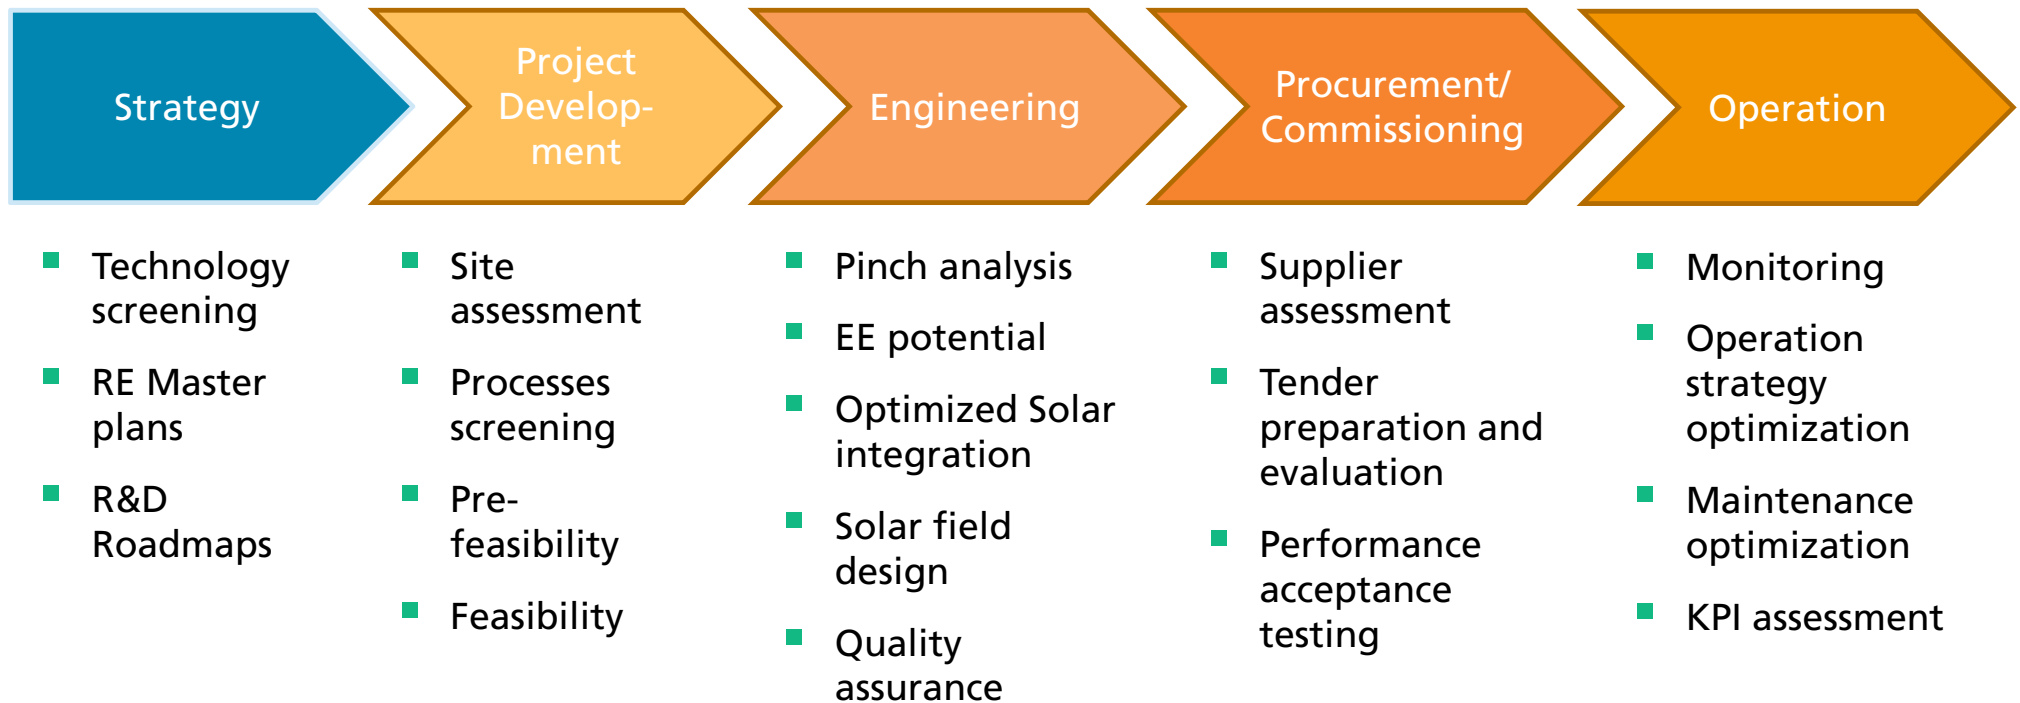 Strategy
Project
Develop-
ment
Engineering
Procurement/
Commissioning
Operation
Technology
screening
RE Master
plans
R&D
Roadmaps
Site
assessment
Processes
screening
Pre-
feasibility
Feasibility
Pinch analysis
EE potential
Optimized Solar
integration
Solar field
design
Quality
assurance
Supplier
assessment
Tender
preparation and
evaluation
Performance
acceptance
testing
Monitoring
Operation
strategy
optimization
Maintenance
optimization
KPI assessment